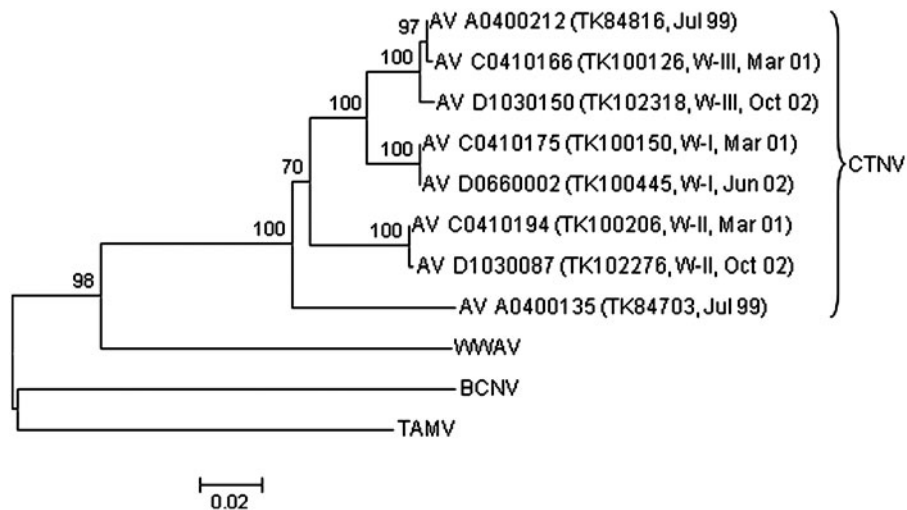 97 AV A0400212 (TK84816, Jul 99)
100 AV C0410166 (TK100126, W-III, Mar 01)
100 AV D1030150 (TK102318, W-III, Oct 02)
100 AV C0410175 (TK100150, W-I, Mar 01)
CTNV
70 AV D0660002 (TK100445, W-I, Jun 02)
100 100 AV C0410194 (TK100206, W-II, Mar 01)
98 AV D1030087 (TK102276, W-II, Oct 02)
AV A0400135 (TK84703, Jul 99)
WWAV
BCNV
TAMV
0.02